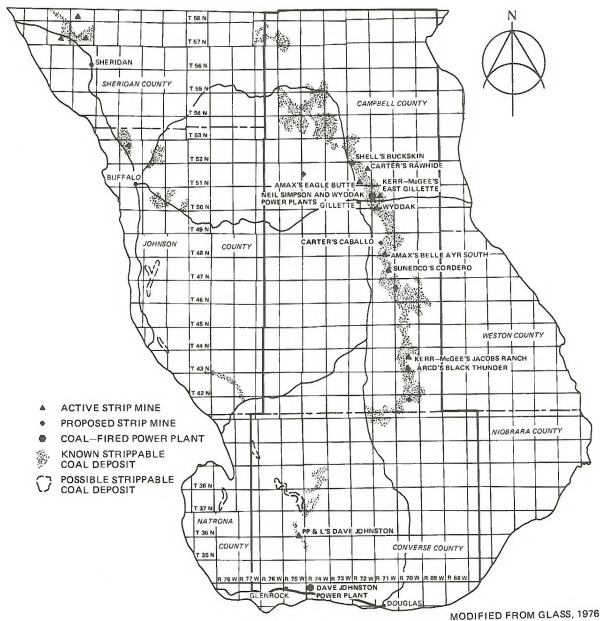 N
T 58 N
T 57 N
SHERIDAN
T 56 N
SHERIDAN COUNTY
T 55 N
CAMPBELL COUNTY
T 54 N
T 53 N
SHELL'S BUCKSKIN
T 52 N
CARTER'S RAWHIDE
BUFFALO
T 51 N
AMAX'S EAGLE BUTTE
KERR-McGEE'S
EAST GILLETTE
NEIL SIMPSON AND WYODAK
POWER PLANTS
GILLETTE
WYODAK
T 50 N
T 49 N
JOHNSON
COUNTY
CARTER'S CABALLO
T 48 N
AMAX'S BELLE AYR SOUTH
SUNEDCO'S CORDERO
T 47 N
T 46 N
T 45 N
WESTON COUNTY
T 44 N
KERR-McGEE'S JACOBS RANCH
T 43 N
ARCO'S BLACK THUNDER
T 42 N
ACTIVE STRIP MINE
PROPOSED STRIP MINE
COAL-FIRED POWER PLANT
KNOWN STRIPPABLE
COAL DEPOSIT
POSSIBLE STRIPPABLE
COAL DEPOSIT
NIOBRARA COUNTY
T 38 N
T 37 N
NATRONA
COUNTY
T 36 N
PP & L'S DAVE JOHNSTON
T 35 N
CONVERSE COUNTY
R 78 W R 77 W R 76 W R 75 W R 74 W R 73 W R 72 W R 71 W R 70 W R 69 W R 68 W
DAVE JOHNSTON
POWER PLANT
GLENROCK
DOUGLAS
MODIFIED FROM GLASS, 1976